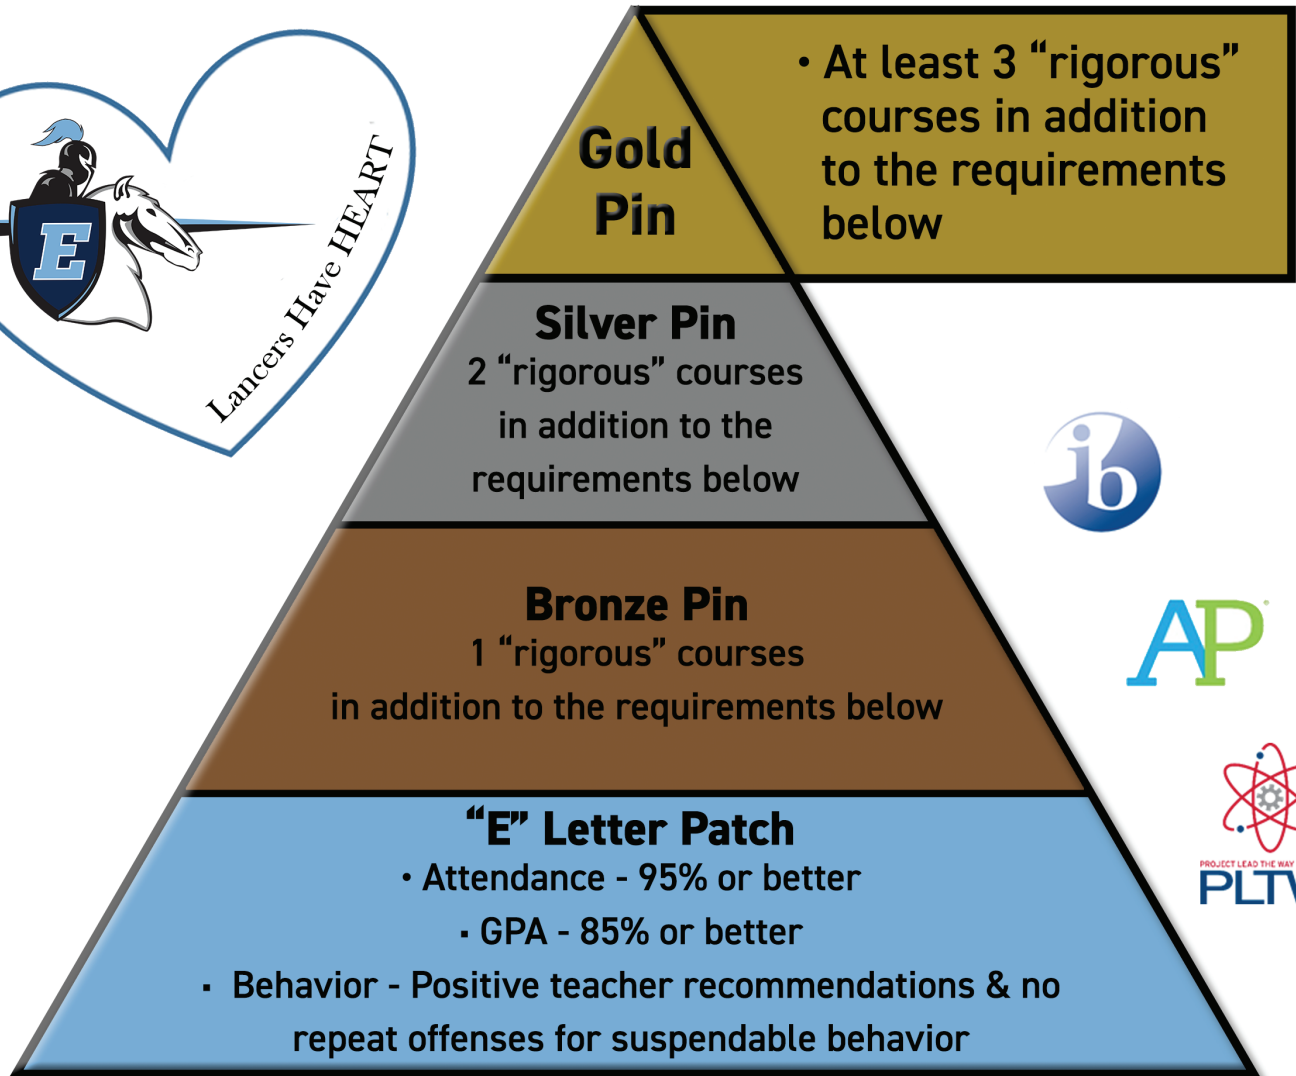 E
Lancers Have HEART
Gold
Pin
• At least 3 “rigorous”
courses in addition
to the requirements
below
Silver Pin
2 “rigorous” courses
in addition to the
requirements below
ib
AP
Bronze Pin
1 “rigorous” courses
in addition to the requirements below
PROJECT LEAD THE WAY
PLTW
“E” Letter Patch
• Attendance - 95% or better
▪ GPA - 85% or better
▪ Behavior - Positive teacher recommendations & no
repeat offenses for suspendable behavior